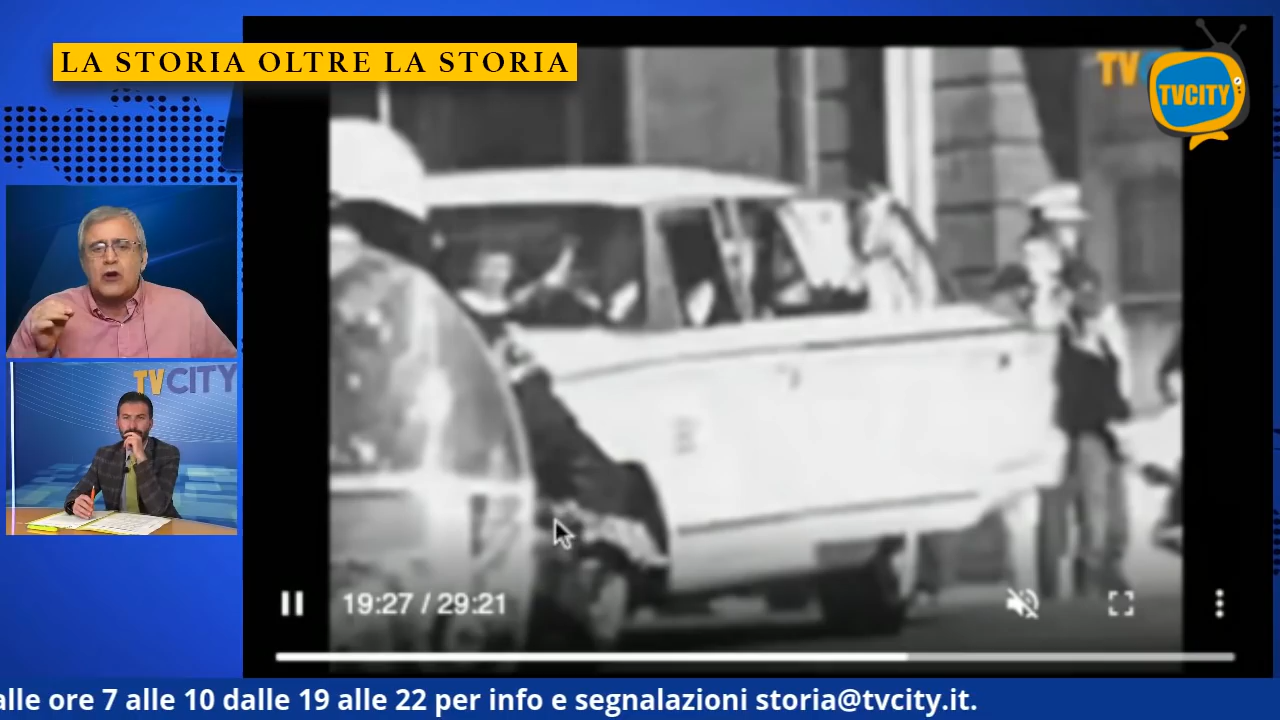 LA STORIA OLTRE LA STORIA
TV
TVCITY
TVCITY
19:27 / 29:21
alle ore 7 alle 10 dalle 19 alle 22 per info e segnalazioni storia@tvcity.it.